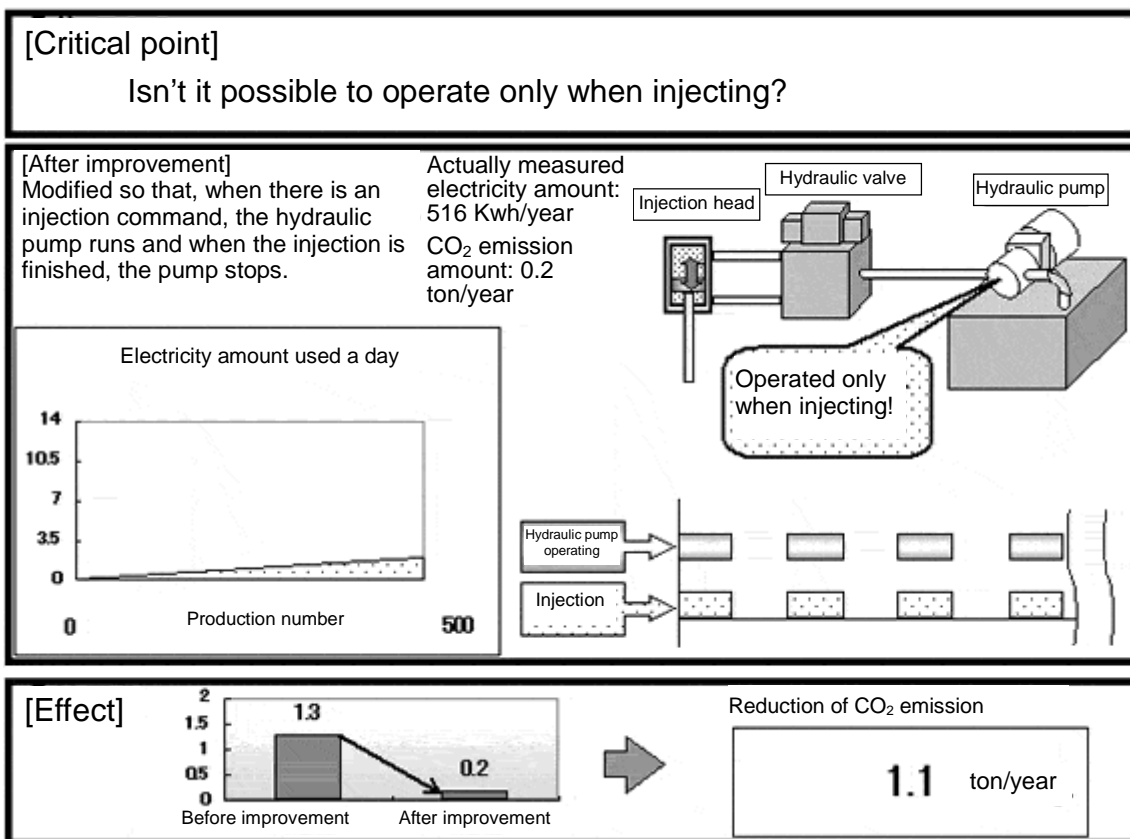 [Critical point]
Isn't it possible to operate only when injecting?
[After improvement]
Modified so that, when there is an
injection command, the hydraulic
pump runs and when the injection is
finished, the pump stops.
Actually measured
electricity amount:
516 Kwh/year
CO₂ emission
amount: 0.2
ton/year
Injection head
Hydraulic valve
Hydraulic pump
Operated only
when injecting!
Electricity amount used a day
14
10.5
7
3.5
0
0
Production number
500
Hydraulic pump
operating
Injection
[Effect]
2
1.5
1
0.5
0
1.3
0.2
Before improvement
After improvement
Reduction of CO₂ emission
1.1 ton/year